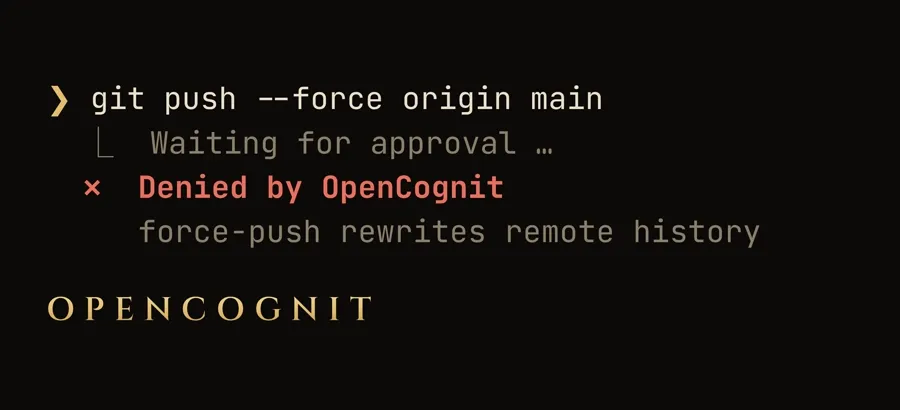 ❯ git push --force origin main
⎿ Waiting for approval …
× Denied by OpenCognit
force-push rewrites remote history
OPENCOGNIT